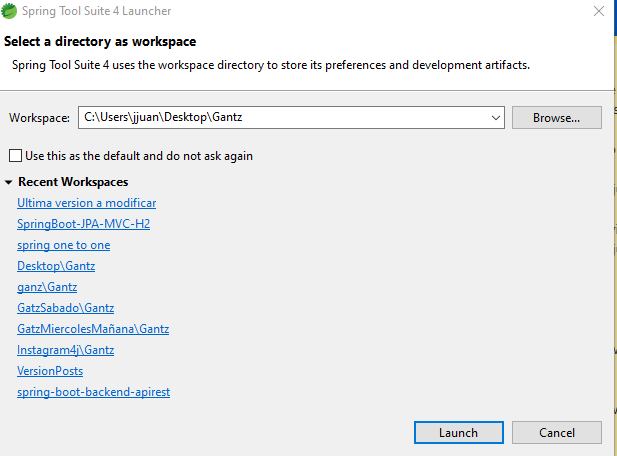 Spring Tool Suite 4 Launcher
Select a directory as workspace
Spring Tool Suite 4 uses the workspace directory to store its preferences and development artifacts.
Workspace: C:\Users\jjuan\Desktop\Gantz Browse...
Use this as the default and do not ask again
Recent Workspaces
Ultima version a modificar
SpringBoot-JPA-MVC-H2
spring one to one
Desktop\Gantz
ganz\Gantz
GatzSabado\Gantz
GatzMiercolesMañana\Gantz
Instagram4j\Gantz
VersionPosts
spring-boot-backend-apirest
Launch Cancel